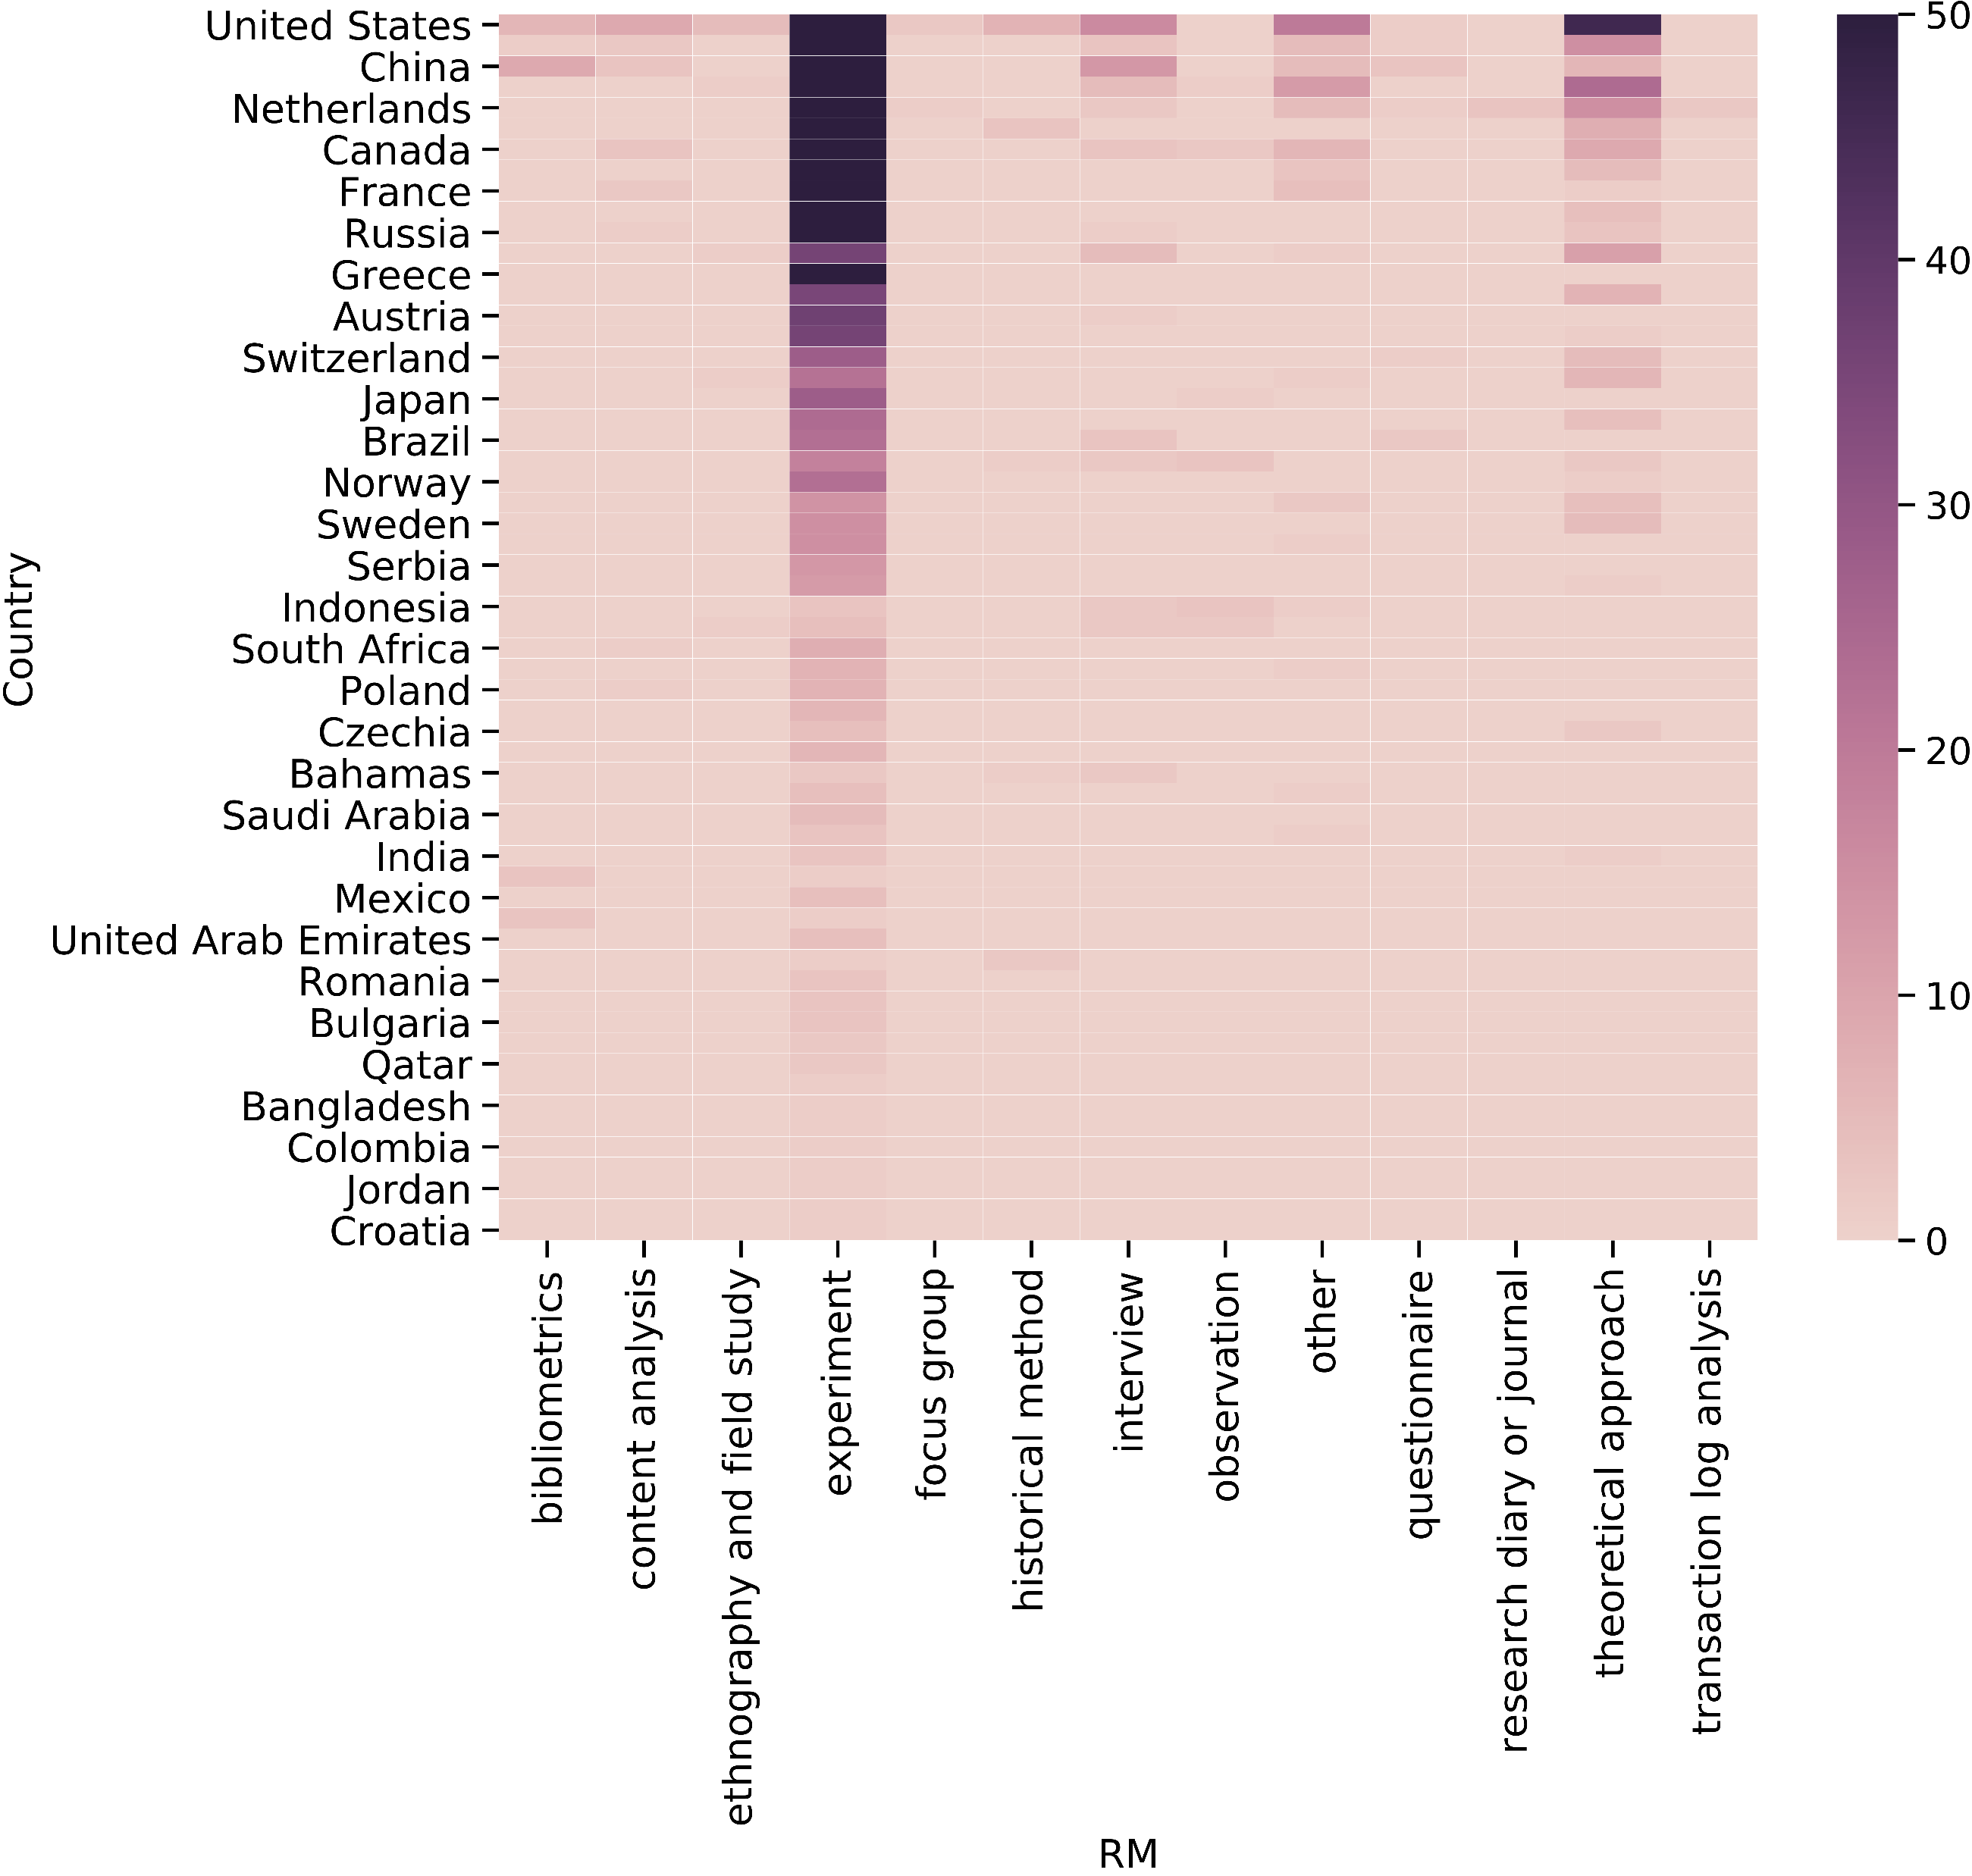 United States
China
Netherlands
Canada
France
Russia
Greece
Austria
Switzerland
Japan
Brazil
Norway
Sweden
Serbia
Indonesia
South Africa
Poland
Czechia
Bahamas
Saudi Arabia
India
Mexico
United Arab Emirates
Romania
Bulgaria
Qatar
Bangladesh
Colombia
Jordan
Croatia
Country
bibliometrics
content analysis
ethnography and field study
experiment
focus group
historical method
interview
observation
other
questionnaire
research diary or journal
theoretical approach
transaction log analysis
RM
50
40
30
20
10
0